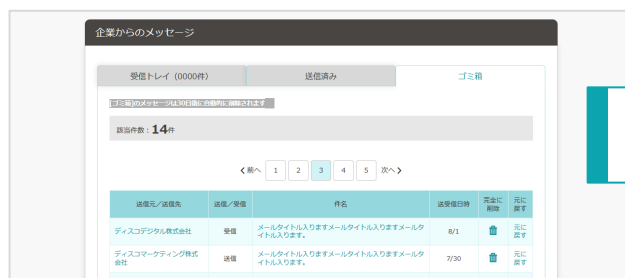 企業からのメッセージ
受信トレイ（0000件） 送信済み ゴミ箱
[ゴミ箱]のメッセージは30日後に自動的に削除されます
該当件数：14件
前へ 1 2 3 4 5 次へ
送信元／送信先 送信／受信 件名 送受信日時 完全に 元に
削除 戻す
ディスコデジタル株式会社 受信 メールタイトル入りますメールタイトル入りますメールタ 8/1 元に
イトル入ります。 戻す
ディスコマーケティング株式 送信 メールタイトル入りますメールタイトル入りますメールタ 7/30 元に
会社 イトル入ります。 戻す